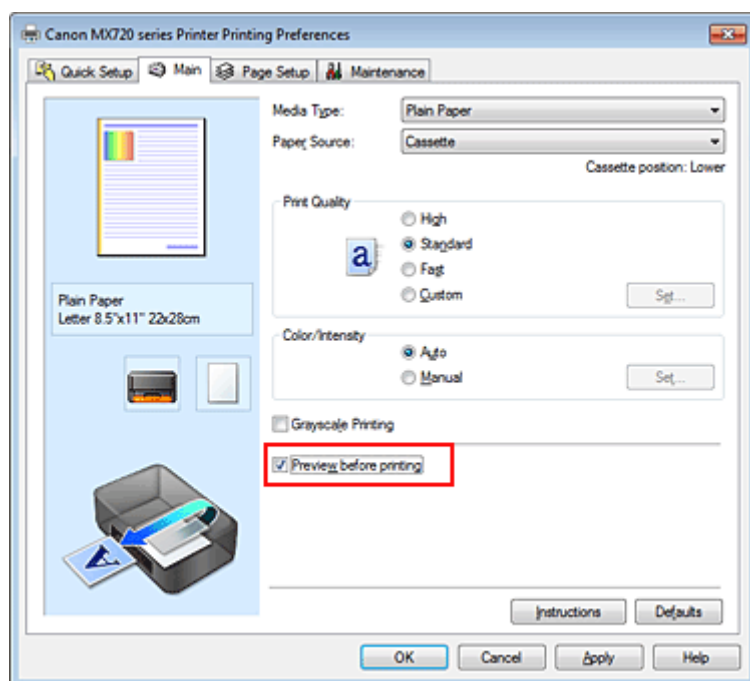 Canon MX720 series Printer Printing Preferences
Quick Setup Main Page Setup Maintenance
Media Type: Plain Paper
Paper Source: Cassette
Cassette position: Lower
Print Quality
High
a Standard
Fast
Custom Set...
Plain Paper
Letter 8.5"x11" 22x28cm
Color/Intensity
Auto
Manual Set...
Grayscale Printing
Preview before printing
A
Instructions Defaults
OK Cancel Apply Help